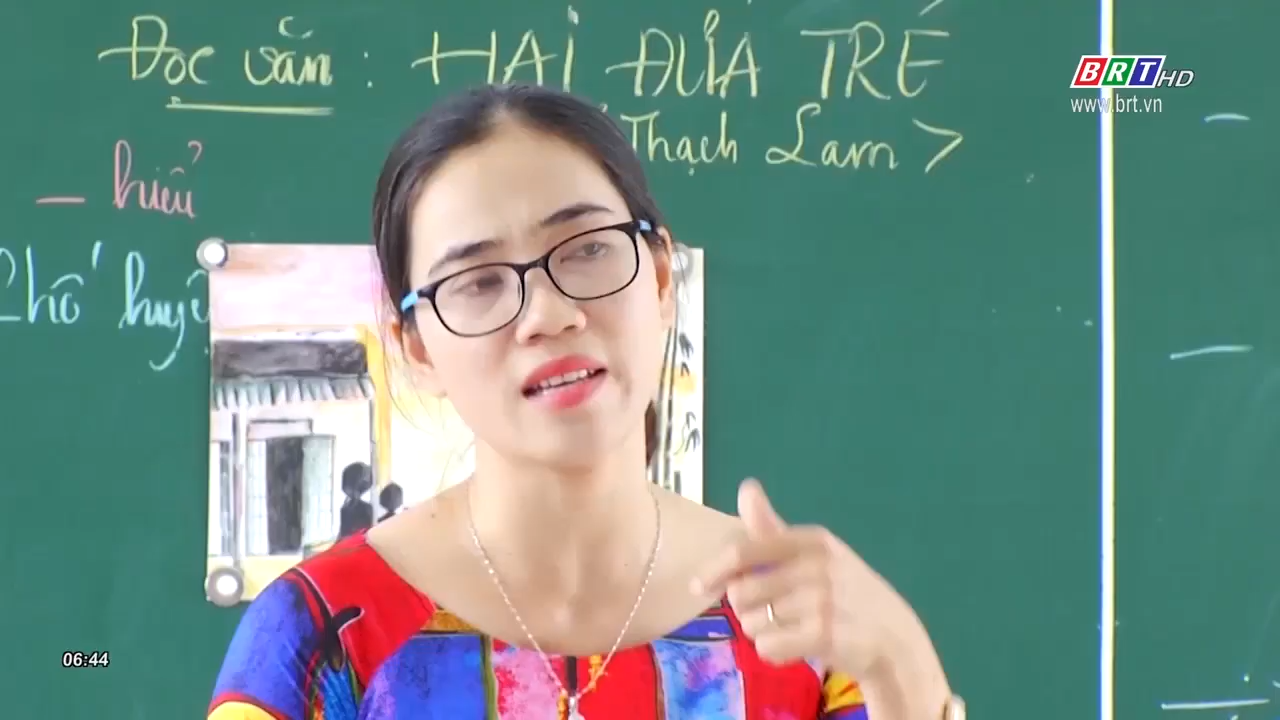 Đọc văn : HAI ĐỨA TRẺ
Thạch Lam >
BRT HD
www.brt.vn
– hiểu
phố huyệ
06:44